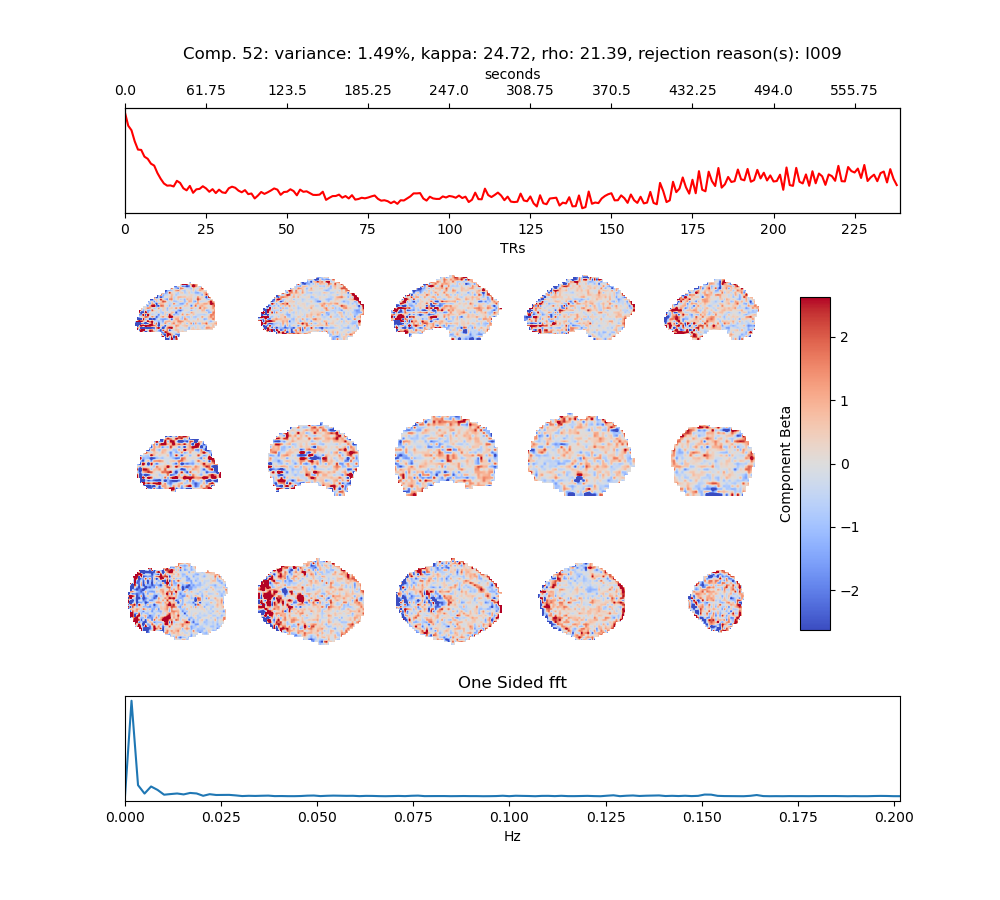 Comp. 52: variance: 1.49%, kappa: 24.72, rho: 21.39, rejection reason(s): I009
seconds
0.0 61.75 123.5 185.25 247.0 308.75 370.5 432.25 494.0 555.75
0 25 50 75 100 125 150 175 200 225
TRs
2
1
0
−1
−2
Component Beta
One Sided fft
0.000 0.025 0.050 0.075 0.100 0.125 0.150 0.175 0.200
Hz